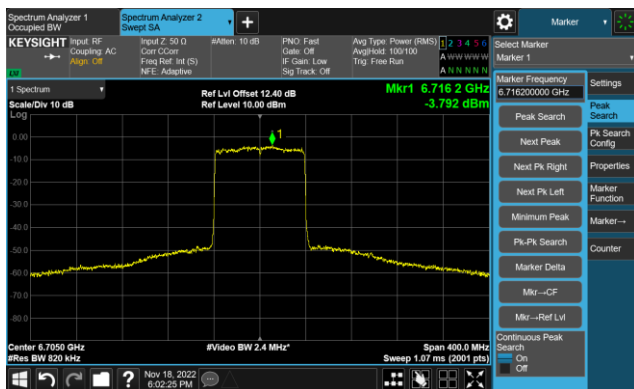 Spectrum Analyzer 1
Occupied BW
Spectrum Analyzer 2
Swept SA
Marker
KEYSIGHT
Input: RF
Coupling: AC
Align: Off
Input Z: 50 Ω
Corr CCorr
Freq Ref: Int (S)
NFE: Adaptive
#Atten: 10 dB
PNO: Fast
Gate: Off
IF Gain: Low
Sig Track: Off
Avg Type: Power (RMS)
Avg|Hold: 100/100
Trig: Free Run
1 2 3 4 5 6
A WW WW W
A N N N N N
LXI
1 Spectrum
Scale/Div 10 dB
Log
Ref Lvl Offset 12.40 dB
Ref Level 10.00 dBm
Mkr1 6.716 2 GHz
-3.792 dBm
1
0.00
-10.0
-20.0
-30.0
-40.0
-50.0
-60.0
-70.0
-80.0
Center 6.7050 GHz
#Res BW 820 kHz
#Video BW 2.4 MHz*
Span 400.0 MHz
Sweep 1.07 ms (2001 pts)
Nov 18, 2022
6:02:25 PM
Select Marker
Marker 1
Marker Frequency
6.716200000 GHz
Peak Search
Next Peak
Next Pk Right
Next Pk Left
Minimum Peak
Pk-Pk Search
Marker Delta
Mkr→CF
Mkr→Ref Lvl
Continuous Peak
Search
On
Off
Settings
Peak
Search
Pk Search
Config
Properties
Marker
Function
Marker→
Counter